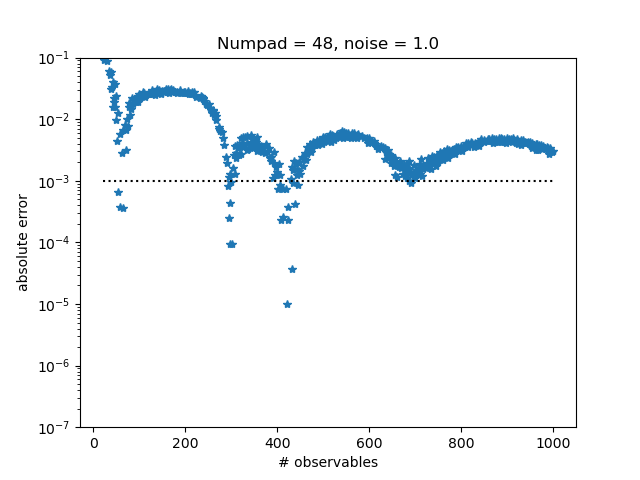 Numpad = 48, noise = 1.0
absolute error
10⁻¹
10⁻²
10⁻³
10⁻⁴
10⁻⁵
10⁻⁶
10⁻⁷
0 200 400 600 800 1000
# observables